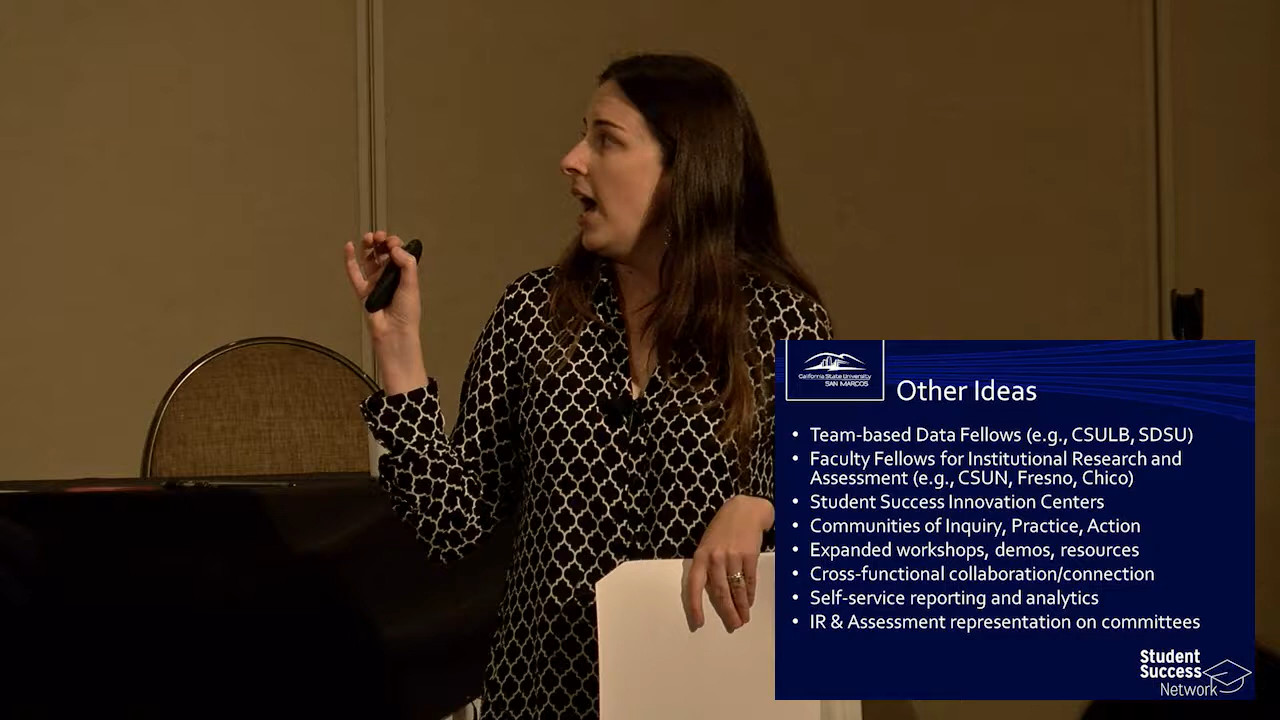 California State University
SAN MARCOS
Other Ideas
• Team-based Data Fellows (e.g., CSULB, SDSU)
• Faculty Fellows for Institutional Research and
Assessment (e.g., CSUN, Fresno, Chico)
• Student Success Innovation Centers
• Communities of Inquiry, Practice, Action
• Expanded workshops, demos, resources
• Cross-functional collaboration/connection
• Self-service reporting and analytics
• IR & Assessment representation on committees
Student
Success
Network